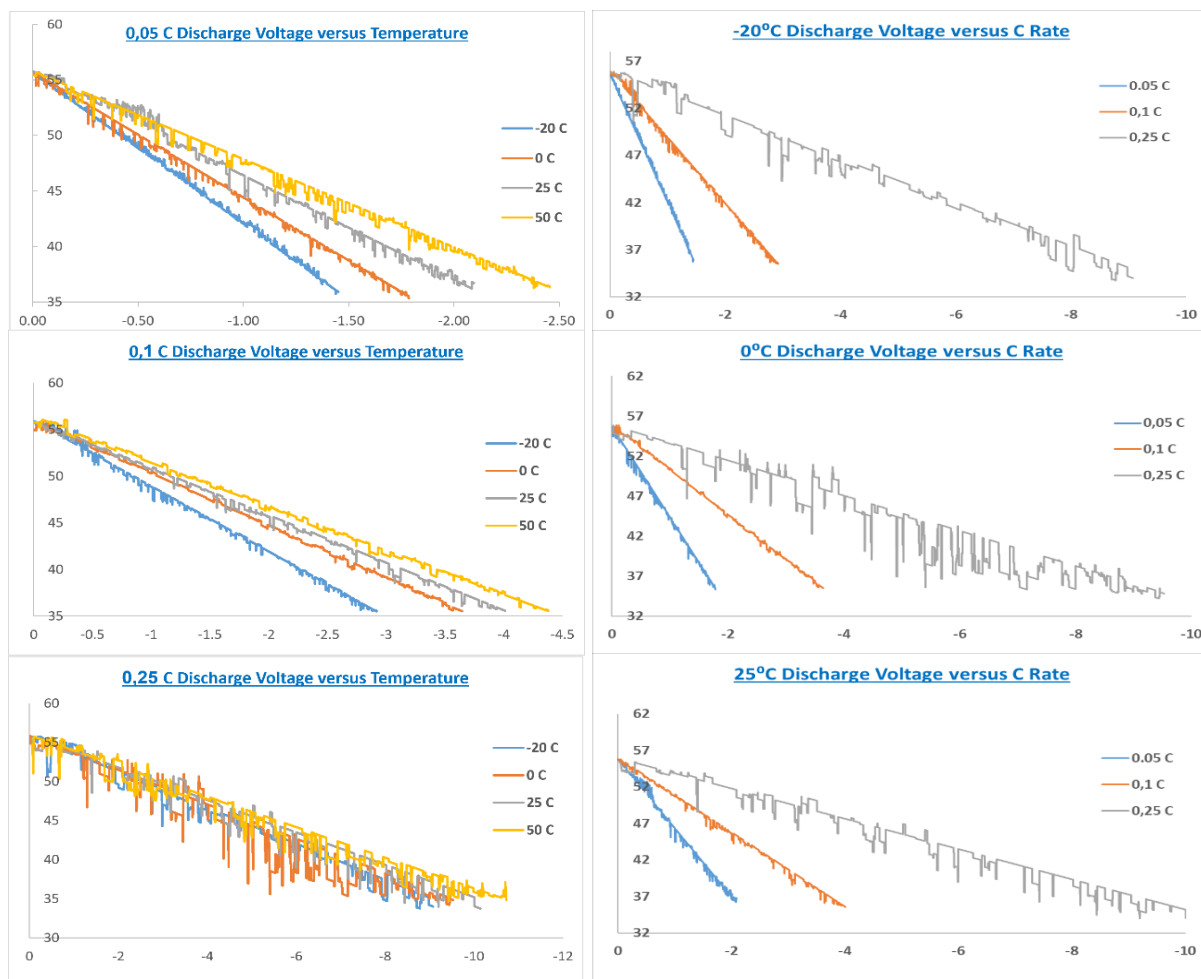 0,05 C Discharge Voltage versus Temperature
60
55
50
45
40
35
0.00 -0.50 -1.00 -1.50 -2.00 -2.50
-20 C
0 C
25 C
50 C
-20⁰C Discharge Voltage versus C Rate
57
52
47
42
37
32
0 -2 -4 -6 -8 -10
0.05 C
0,1 C
0,25 C
0,1 C Discharge Voltage versus Temperature
60
55
50
45
40
35
0 -0.5 -1 -1.5 -2 -2.5 -3 -3.5 -4 -4.5
-20 C
0 C
25 C
50 C
0⁰C Discharge Voltage versus C Rate
62
57
52
47
42
37
32
0 -2 -4 -6 -8 -10
0,05 C
0,1 C
0,25 C
0,25 C Discharge Voltage versus Temperature
60
55
50
45
40
35
30
0 -2 -4 -6 -8 -10 -12
-20 C
0 C
25 C
50 C
25⁰C Discharge Voltage versus C Rate
62
57
52
47
42
37
32
0 -2 -4 -6 -8 -10
0.05 C
0,1 C
0,25 C